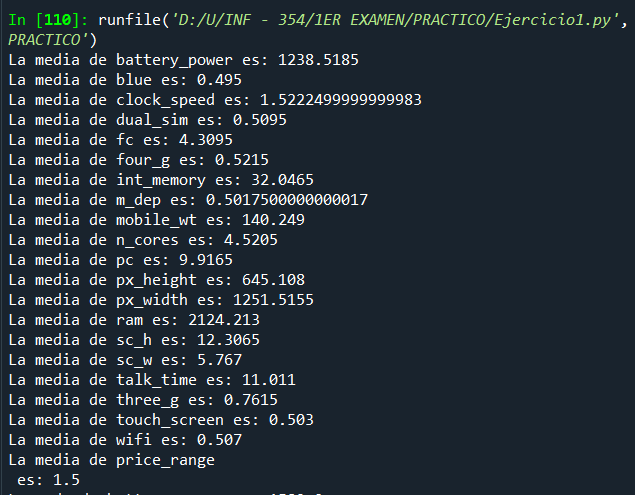 In [110]: runfile('D:/U/INF - 354/1ER EXAMEN/PRACTICO/Ejercicio1.py',
PRACTICO')
La media de battery_power es: 1238.5185
La media de blue es: 0.495
La media de clock_speed es: 1.5222499999999983
La media de dual_sim es: 0.5095
La media de fc es: 4.3095
La media de four_g es: 0.5215
La media de int_memory es: 32.0465
La media de m_dep es: 0.5017500000000017
La media de mobile_wt es: 140.249
La media de n_cores es: 4.5205
La media de pc es: 9.9165
La media de px_height es: 645.108
La media de px_width es: 1251.5155
La media de ram es: 2124.213
La media de sc_h es: 12.3065
La media de sc_w es: 5.767
La media de talk_time es: 11.011
La media de three_g es: 0.7615
La media de touch_screen es: 0.503
La media de wifi es: 0.507
La media de price_range
 es: 1.5